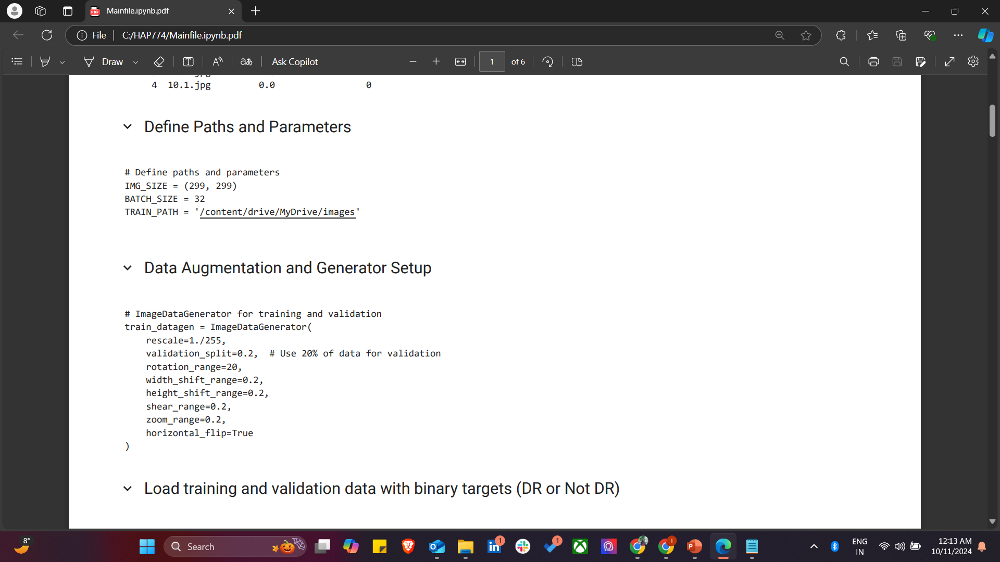 Mainfile.ipynb.pdf
File
C:/HAP774/Mainfile.ipynb.pdf
Draw
Ask Copilot
1
of 6
4 10.1.jpg 0.0 0
Define Paths and Parameters
# Define paths and parameters
IMG_SIZE = (299, 299)
BATCH_SIZE = 32
TRAIN_PATH = '/content/drive/MyDrive/images'
Data Augmentation and Generator Setup
# ImageDataGenerator for training and validation
train_datagen = ImageDataGenerator(
rescale=1./255,
validation_split=0.2, # Use 20% of data for validation
rotation_range=20,
width_shift_range=0.2,
height_shift_range=0.2,
shear_range=0.2,
zoom_range=0.2,
horizontal_flip=True
)
Load training and validation data with binary targets (DR or Not DR)
8°
Search
1
1
ENG
IN
12:13 AM
10/11/2024